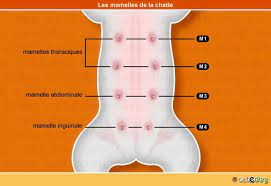 Les mamelles de la chatte
mamelles thoraciques
M1
M2
mamelle abdominale
M3
mamelle inguinale
M4